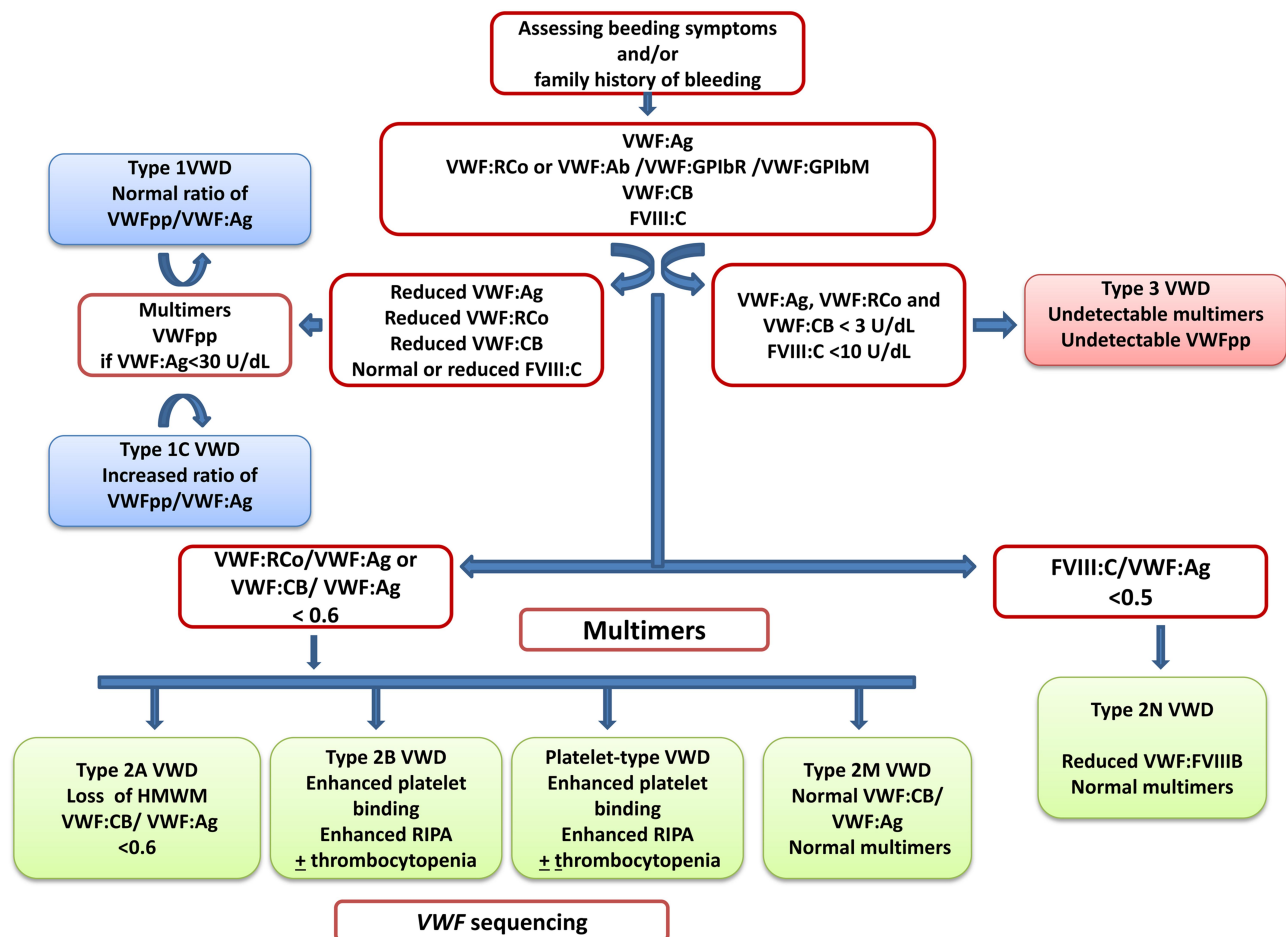 Assessing beeding symptoms
and/or
family history of bleeding
VWF:Ag
VWF:RCo or VWF:Ab /VWF:GPIbR /VWF:GPIbM
VWF:CB
FVIII:C
Type 1VWD
Normal ratio of
VWFpp/VWF:Ag
Multimers
VWFpp
if VWF:Ag<30 U/dL
Reduced VWF:Ag
Reduced VWF:RCo
Reduced VWF:CB
Normal or reduced FVIII:C
VWF:Ag, VWF:RCo and
VWF:CB < 3 U/dL
FVIII:C <10 U/dL
Type 3 VWD
Undetectable multimers
Undetectable VWFpp
Type 1C VWD
Increased ratio of
VWFpp/VWF:Ag
VWF:RCo/VWF:Ag or
VWF:CB/ VWF:Ag
< 0.6
FVIII:C/VWF:Ag
<0.5
Multimers
Type 2A VWD
Loss of HMWM
VWF:CB/ VWF:Ag
<0.6
Type 2B VWD
Enhanced platelet
binding
Enhanced RIPA
± thrombocytopenia
Platelet-type VWD
Enhanced platelet
binding
Enhanced RIPA
± thrombocytopenia
Type 2M VWD
Normal VWF:CB/
VWF:Ag
Normal multimers
Type 2N VWD
Reduced VWF:FVIIIB
Normal multimers
VWF sequencing